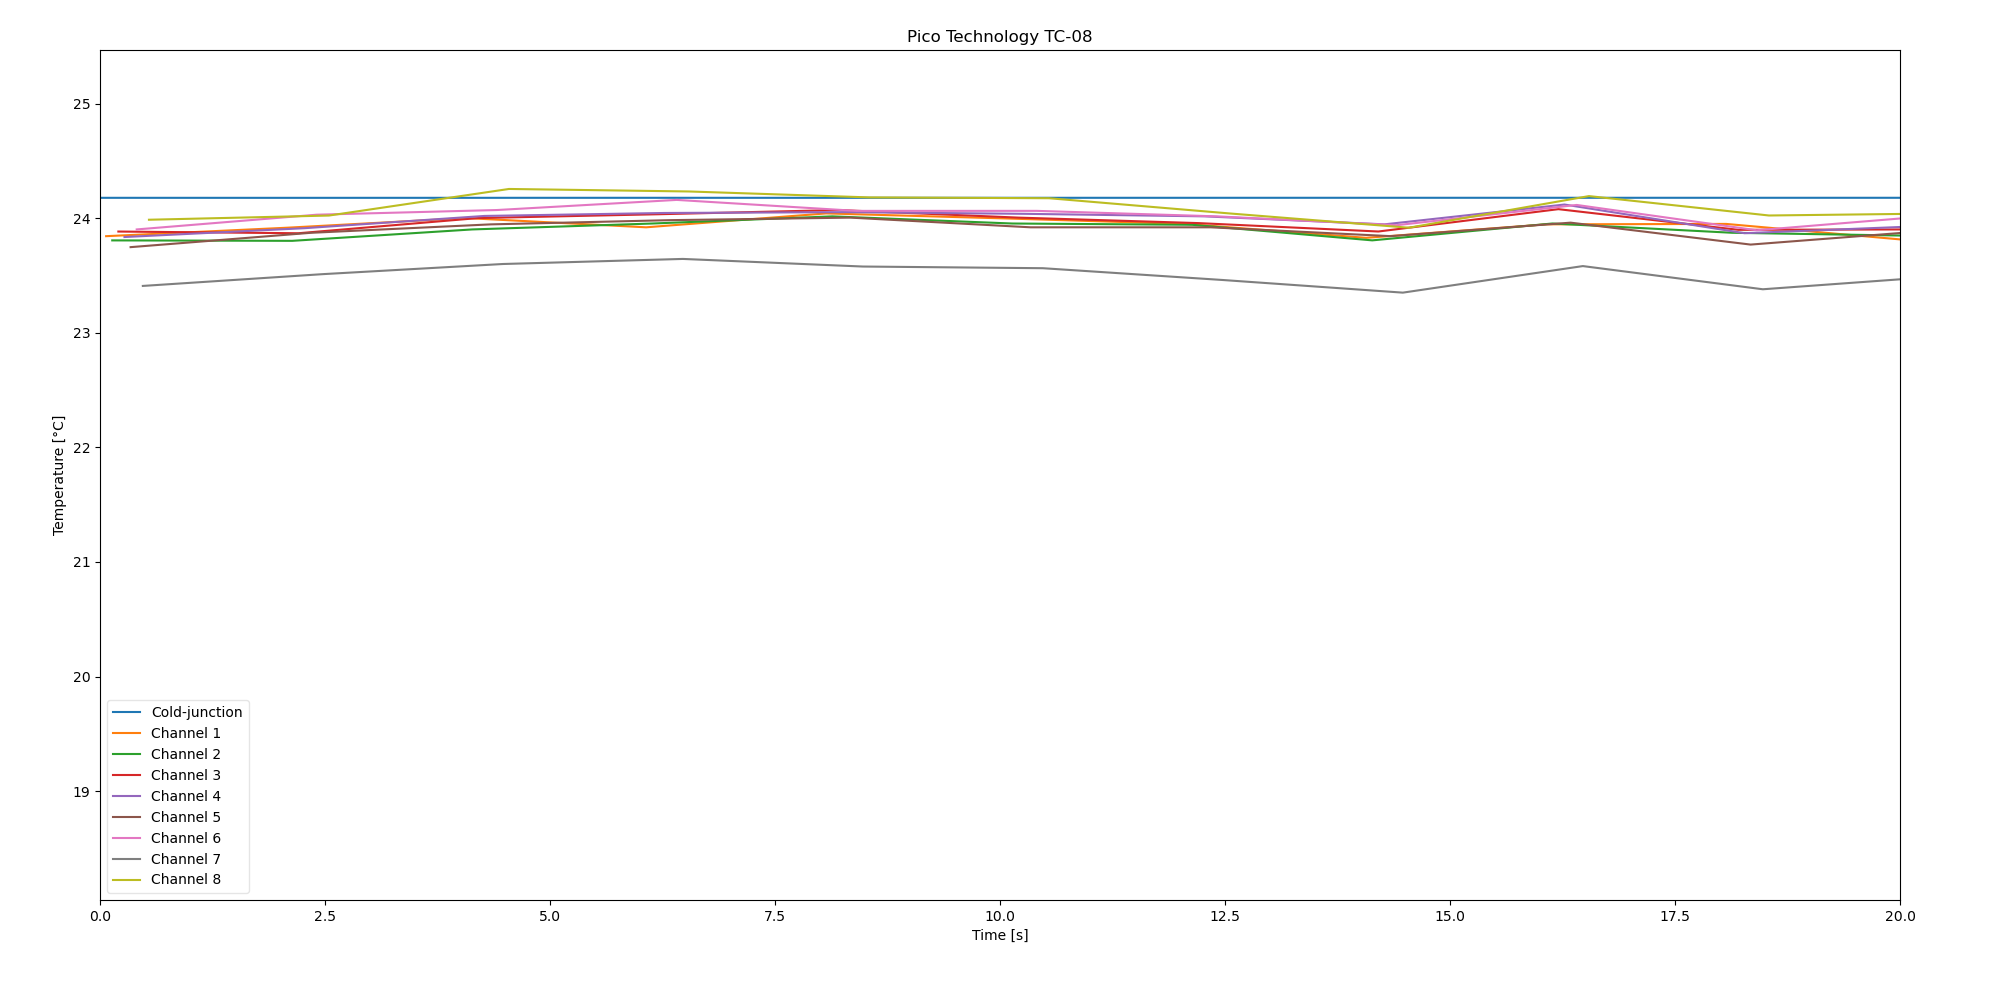 Pico Technology TC-08
Temperature [°C]
25
24
23
22
21
20
19
Cold-junction
Channel 1
Channel 2
Channel 3
Channel 4
Channel 5
Channel 6
Channel 7
Channel 8
0.0 2.5 5.0 7.5 10.0 12.5 15.0 17.5 20.0
Time [s]